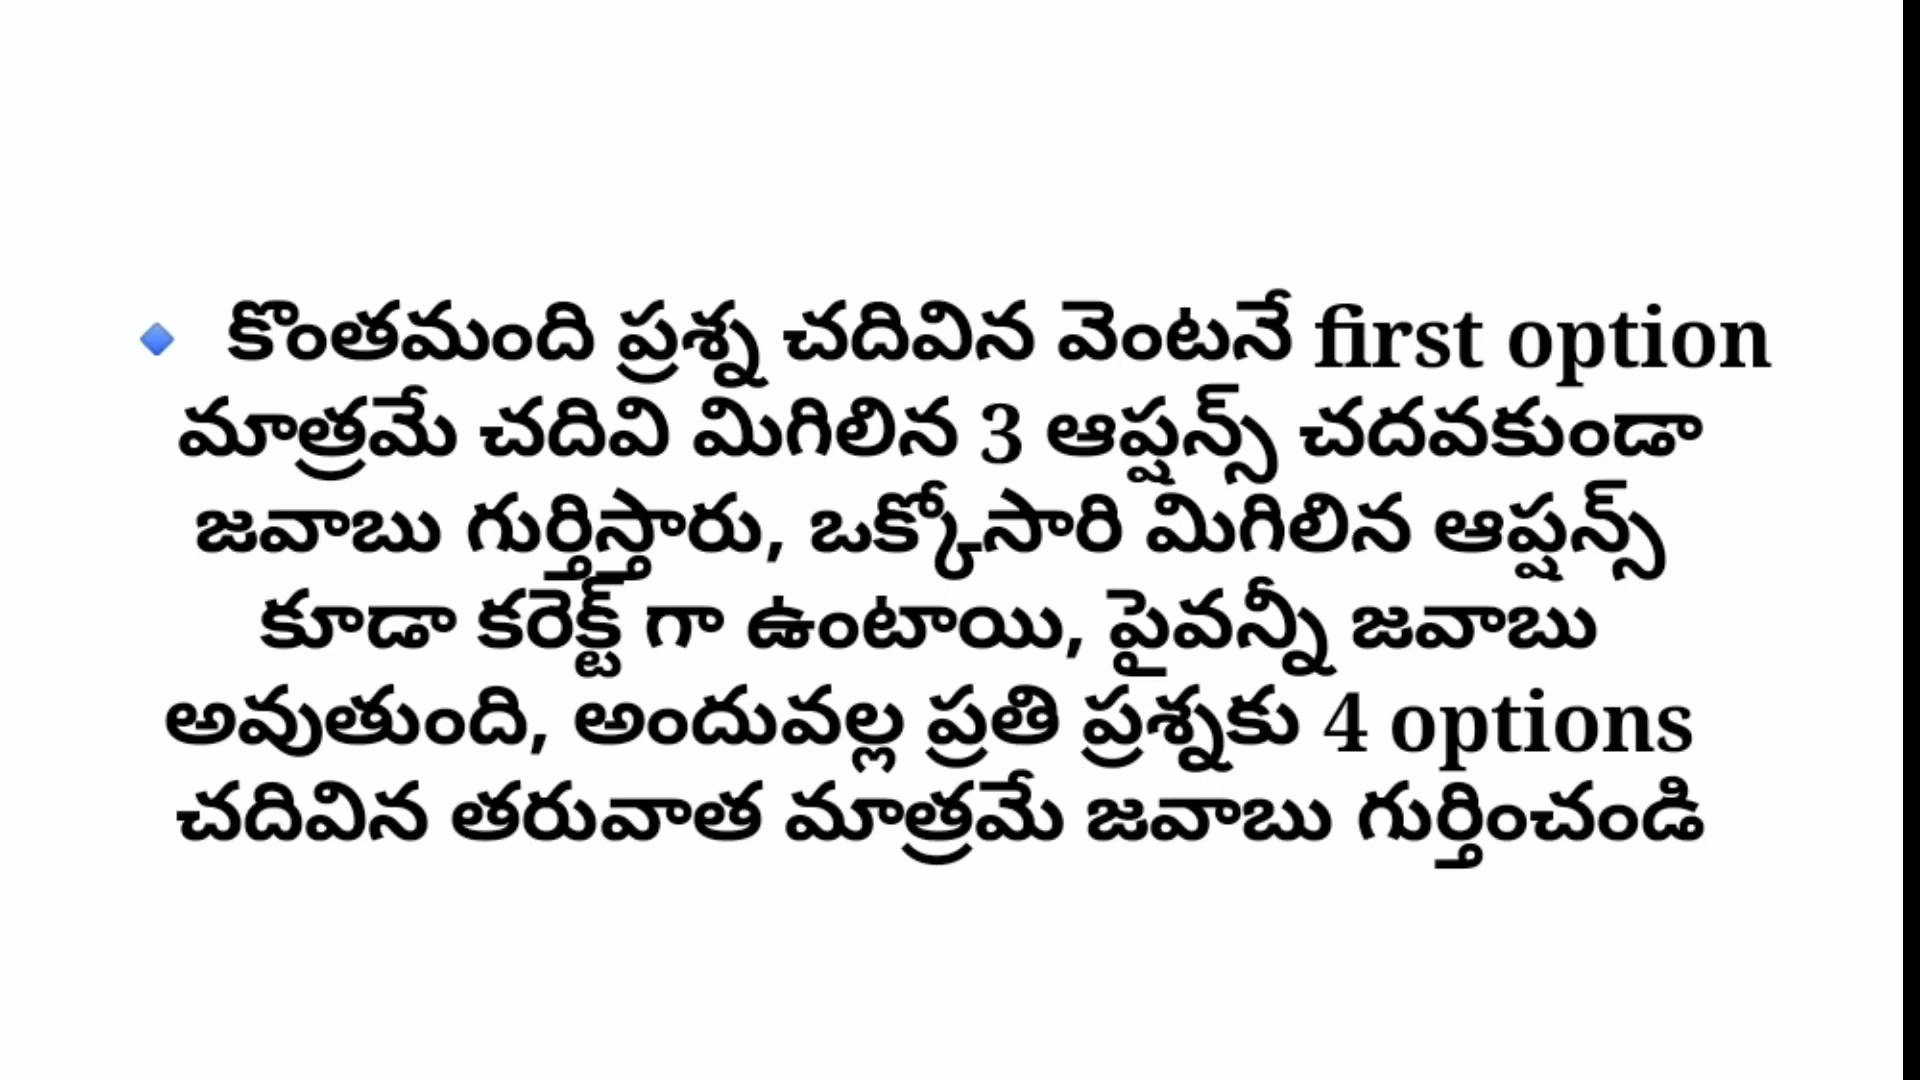 🔹 కొంతమంది ప్రశ్న చదివిన వెంటనే first option
మాత్రమే చదివి మిగిలిన 3 ఆప్షన్స్ చదవకుండా
జవాబు గుర్తిస్తారు, ఒక్కోసారి మిగిలిన ఆప్షన్స్
కూడా కరెక్ట్ గా ఉంటాయి, పైవన్నీ జవాబు
అవుతుంది, అందువల్ల ప్రతి ప్రశ్నకు 4 options
చదివిన తరువాత మాత్రమే జవాబు గుర్తించండి